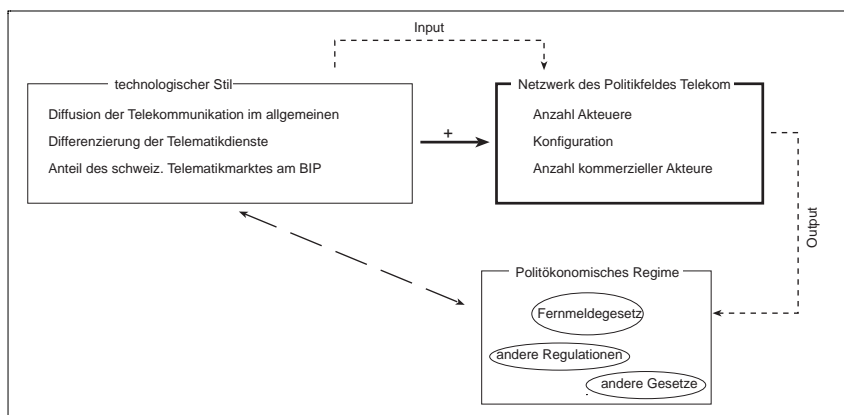 Input
technologischer Stil
Diffusion der Telekommunikation im allgemeinen
Differenzierung der Telematikdienste
Anteil des schweiz. Telematikmarktes am BIP
+
Netzwerk des Politikfeldes Telekom
Anzahl Akteuere
Konfiguration
Anzahl kommerzieller Akteure
Output
Politökonomisches Regime
Fernmeldegesetz
andere Regulationen
andere Gesetze